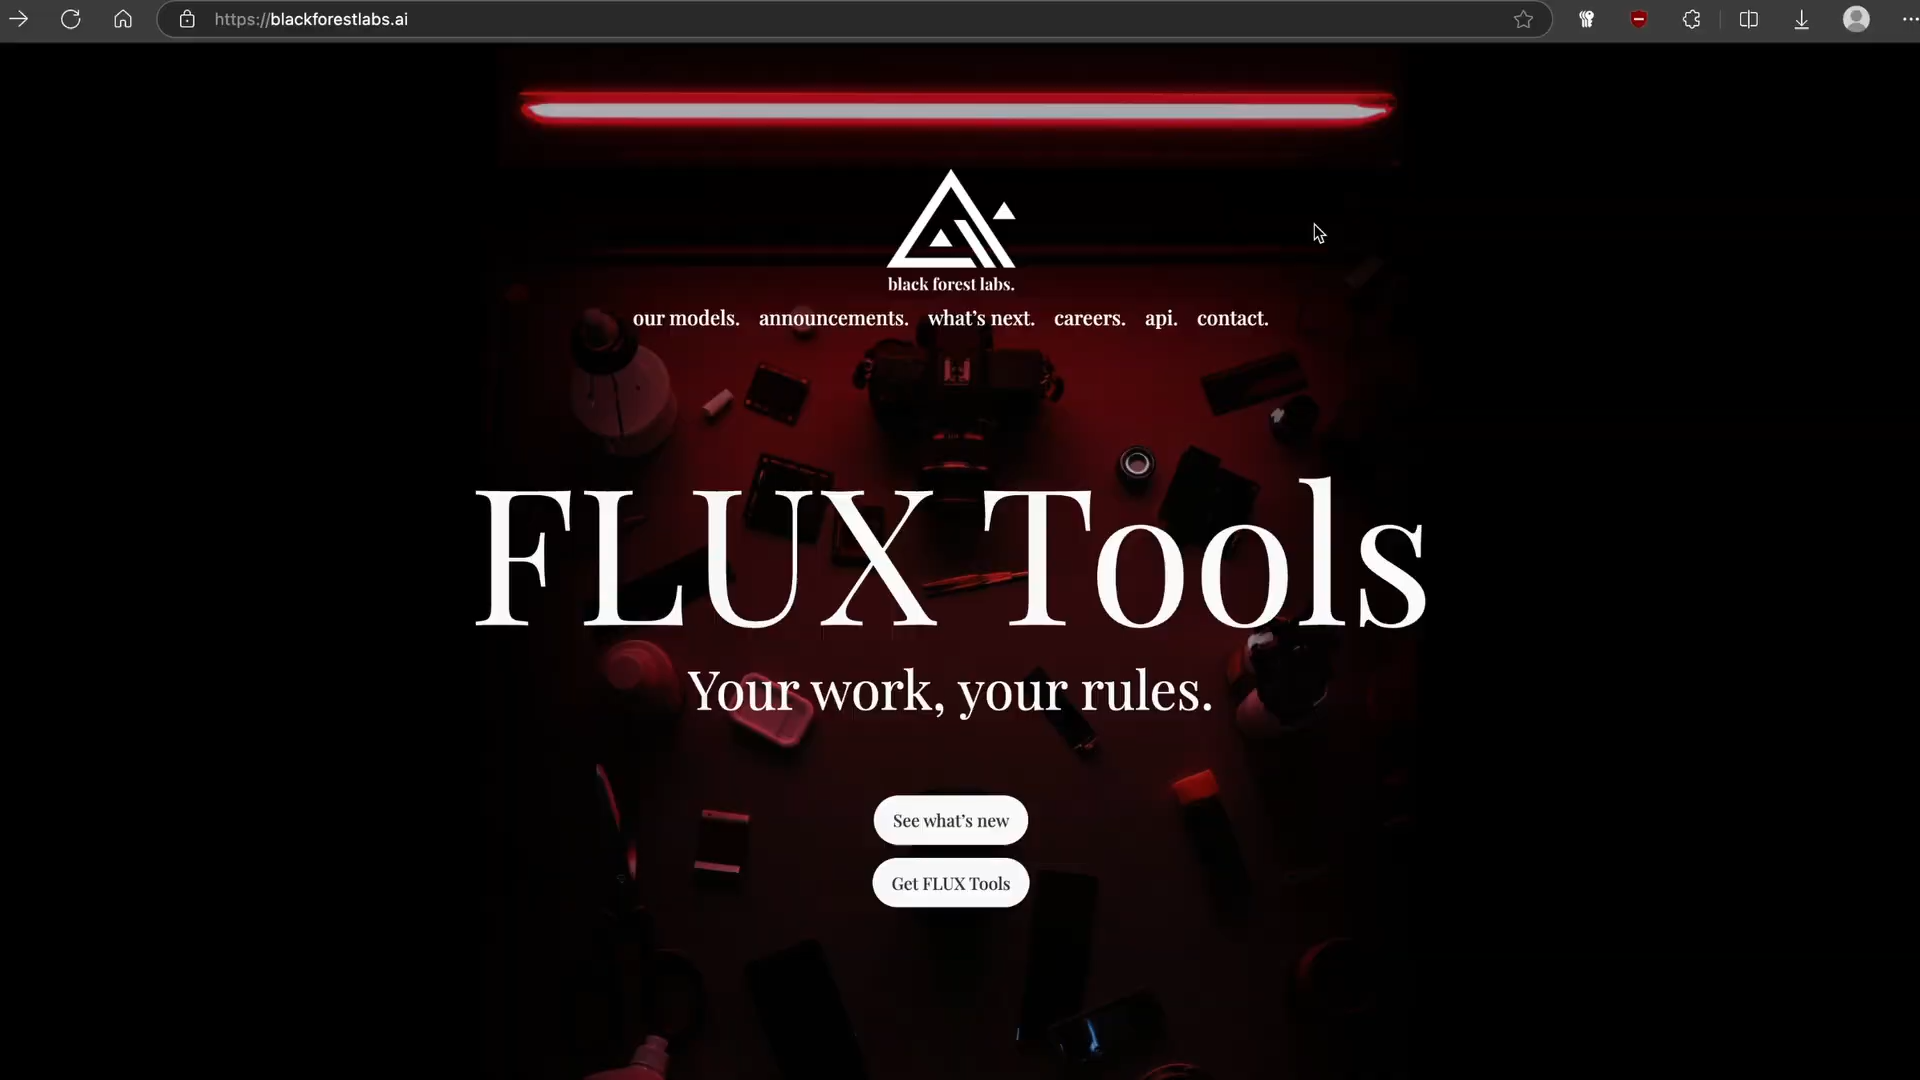 https://blackforestlabs.ai
black forest labs.
our models. announcements. what's next. careers. api. contact.
FLUX Tools
Your work, your rules.
See what's new
Get FLUX Tools